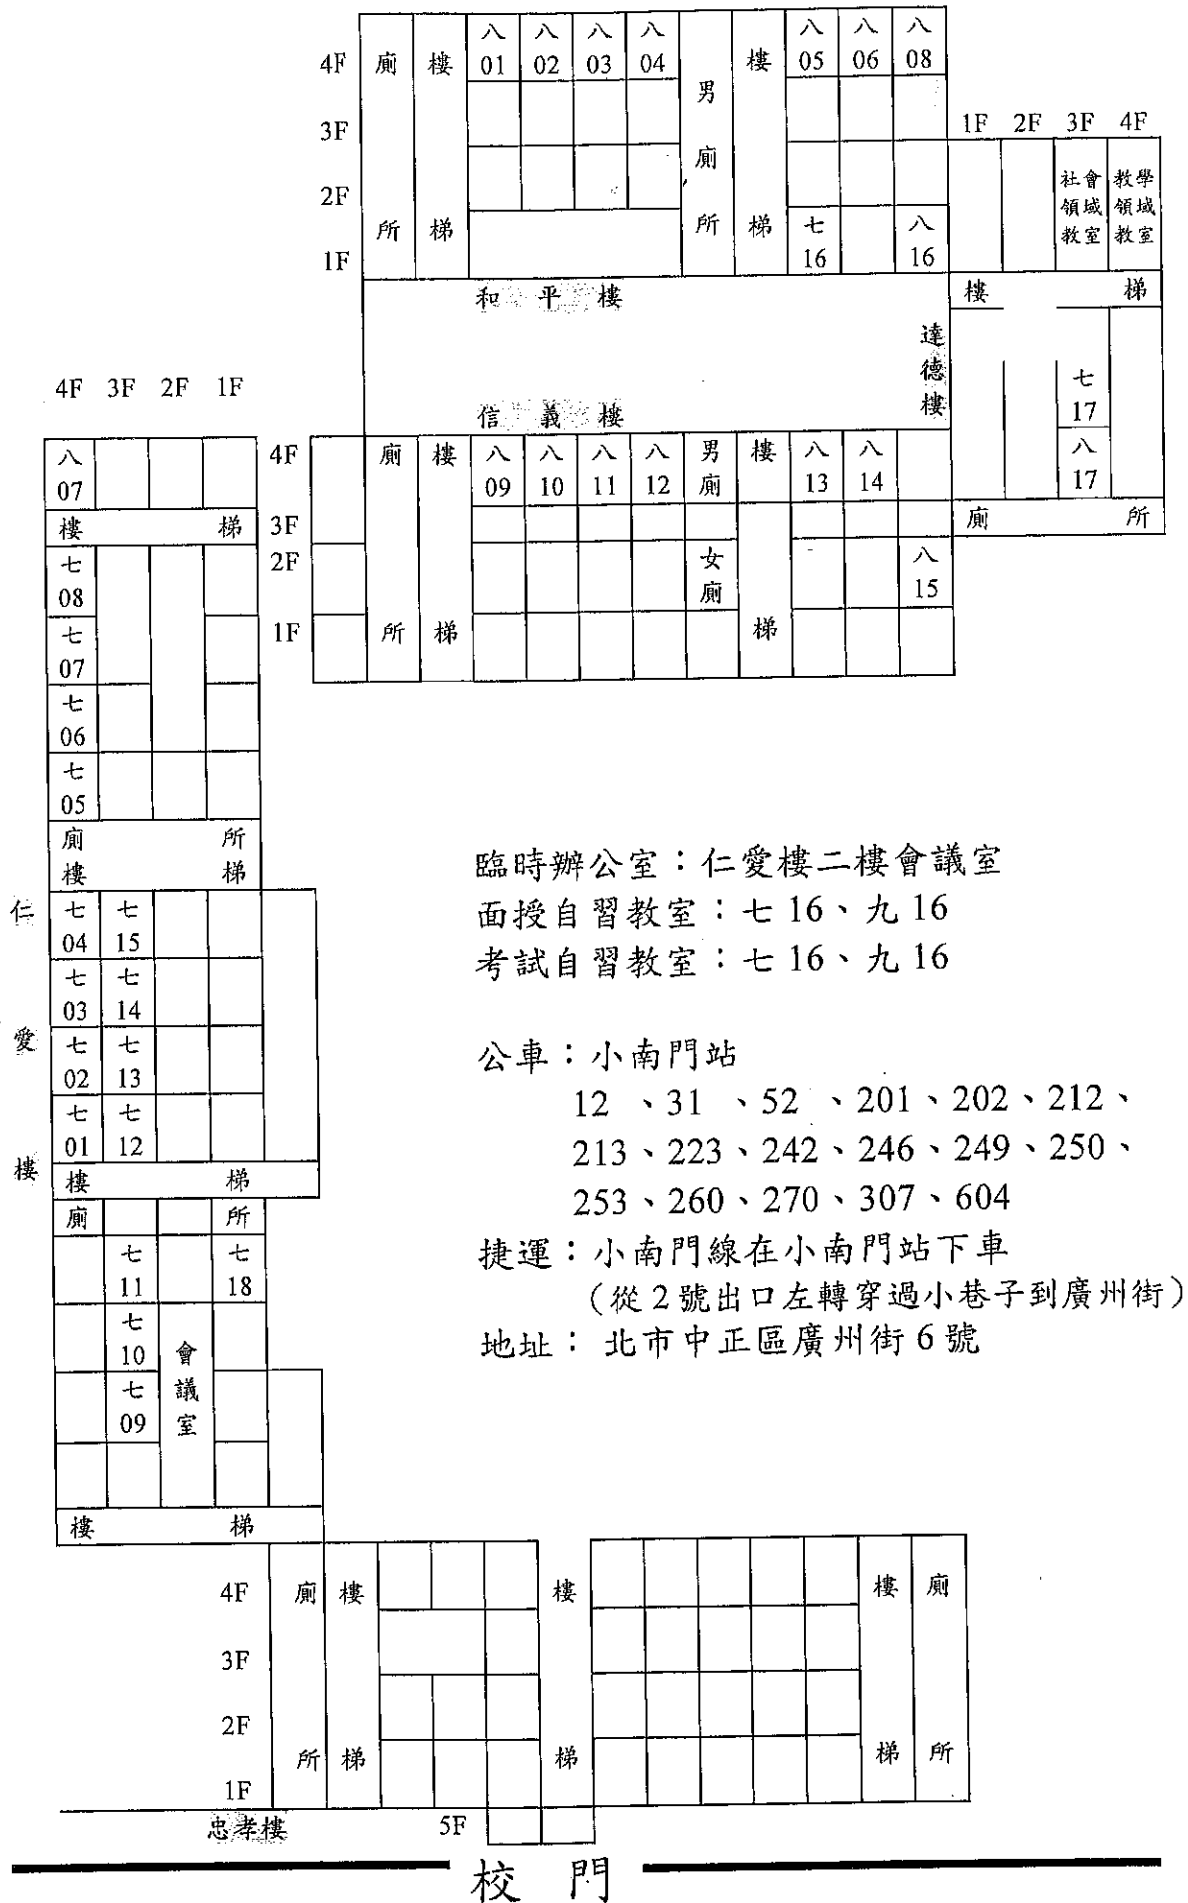 4F 廁 樓 八01 八02 八03 八04 男 樓 八05 八06 八08
3F 1F 2F 3F 4F
2F 廁 社會領域教室 教學領域教室
1F 所 梯 所 梯 七16 八16
和平樓 樓 梯
達德樓
4F 3F 2F 1F 信義樓 七17
八07 4F 廁 樓 八09 八10 八11 八12 男廁 樓 八13 八14 八17
樓 梯 3F 廁 所
七08 2F 女廁 八15
七07 1F 所 梯 梯
七06
七05
廁 所
樓 梯
仁愛樓
七04 七15
七03 七14
七02 七13
七01 七12
樓 梯
廁 所
七11 七18
七10 會議室
七09
樓 梯
臨時辦公室：仁愛樓二樓會議室
面授自習教室：七16、九16
考試自習教室：七16、九16
公車：小南門站
12 、31 、52 、201、202、212、
213、223、242、246、249、250、
253、260、270、307、604
捷運：小南門線在小南門站下車
（從2號出口左轉穿過小巷子到廣州街）
地址： 北市中正區廣州街6號
4F 廁 樓 樓 樓 廁
3F
2F
所 梯 梯 梯 所
1F
忠孝樓 5F
校 門